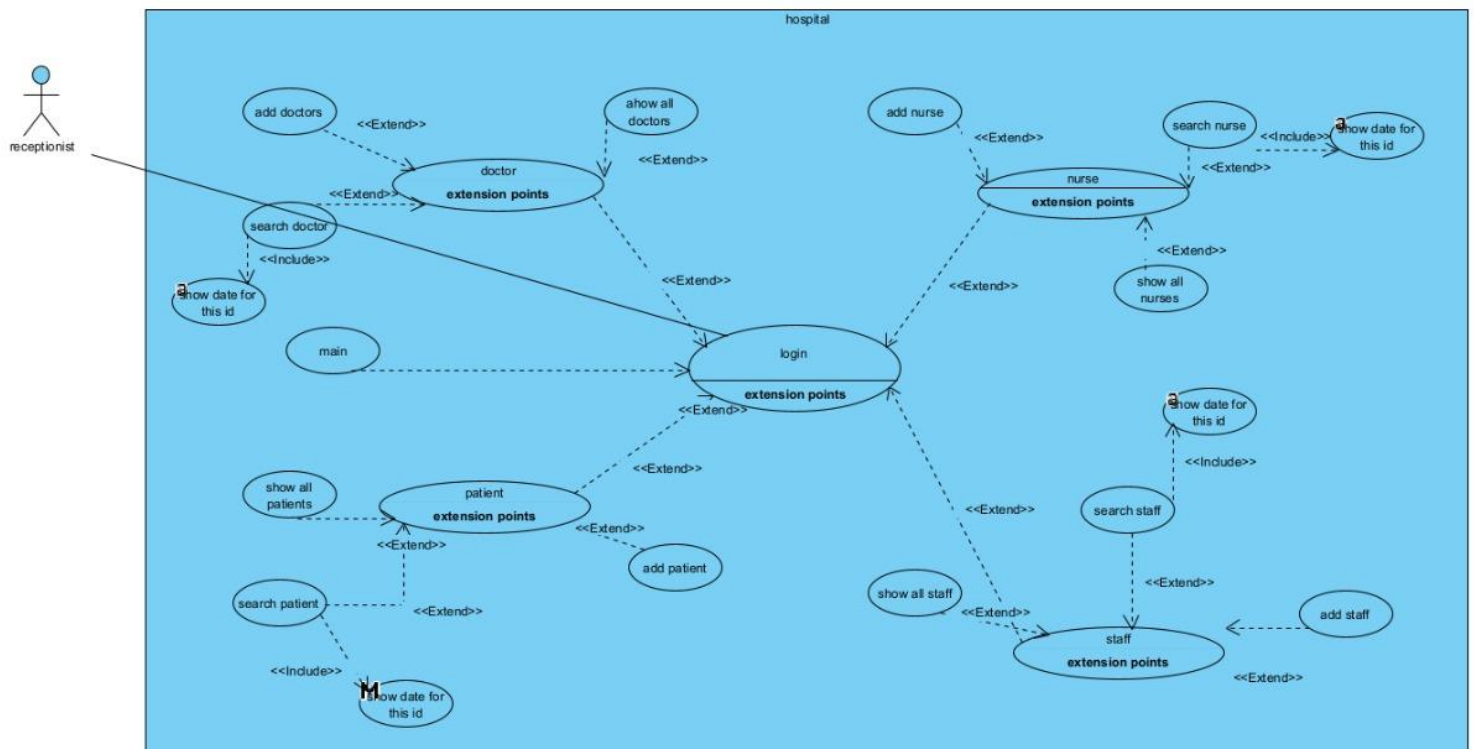 hospital
receptionist
add doctors
<<Extend>>
ahow all
doctors
<<Extend>>
doctor
extension points
<<Extend>>
search doctor
<<Include>>
a
show date for
this id
<<Extend>>
add nurse
<<Extend>>
search nurse
<<Include>>
a
show date for
this id
<<Extend>>
nurse
extension points
<<Extend>>
show all
nurses
<<Extend>>
main
login
extension points
<<Extend>>
<<Extend>>
show all
patients
patient
extension points
<<Extend>>
<<Extend>>
add patient
search patient
<<Extend>>
<<Include>>
M
show date for
this id
a
show date for
this id
<<Include>>
search staff
<<Extend>>
<<Extend>>
show all staff
<<Extend>>
add staff
staff
extension points
<<Extend>>